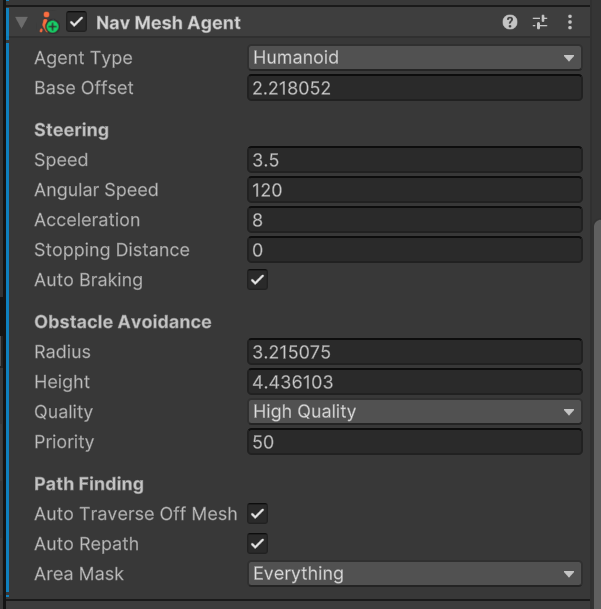 Nav Mesh Agent
Agent Type Humanoid
Base Offset 2.218052
Steering
Speed 3.5
Angular Speed 120
Acceleration 8
Stopping Distance 0
Auto Braking
Obstacle Avoidance
Radius 3.215075
Height 4.436103
Quality High Quality
Priority 50
Path Finding
Auto Traverse Off Mesh
Auto Repath
Area Mask Everything